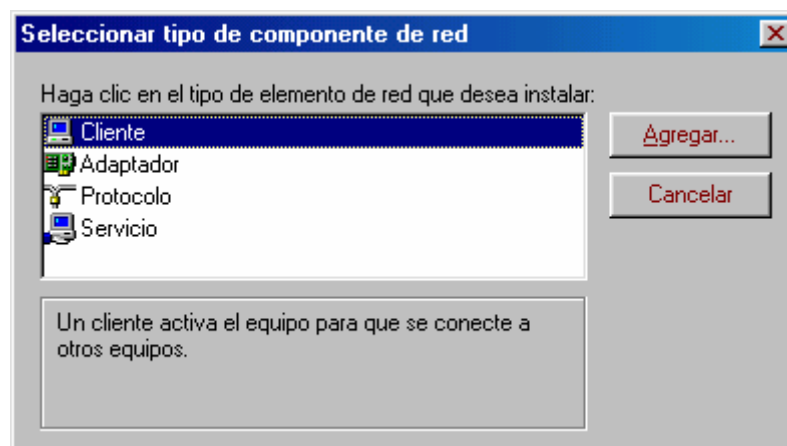 Seleccionar tipo de componente de red
Haga clic en el tipo de elemento de red que desea instalar:
Cliente
Adaptador
Protocolo
Servicio
Agregar...
Cancelar
Un cliente activa el equipo para que se conecte a
otros equipos.